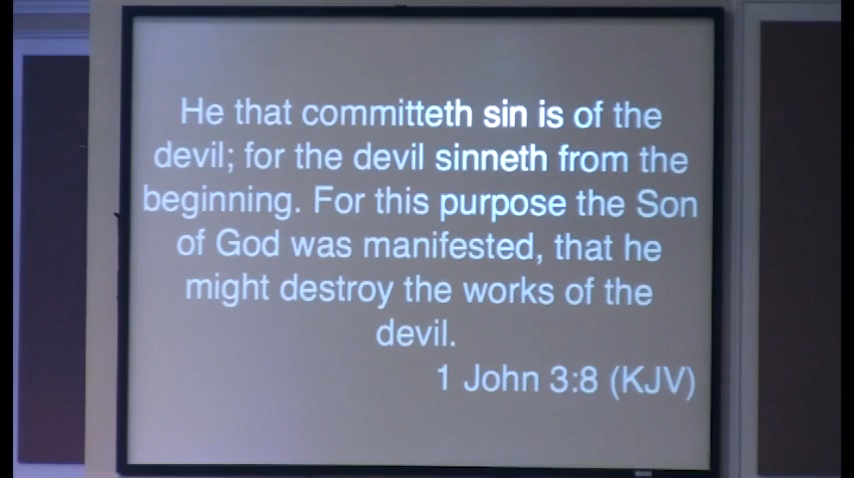 He that committeth sin is of the
devil; for the devil sinneth from the
beginning. For this purpose the Son
of God was manifested, that he
might destroy the works of the
devil.
1 John 3:8 (KJV)